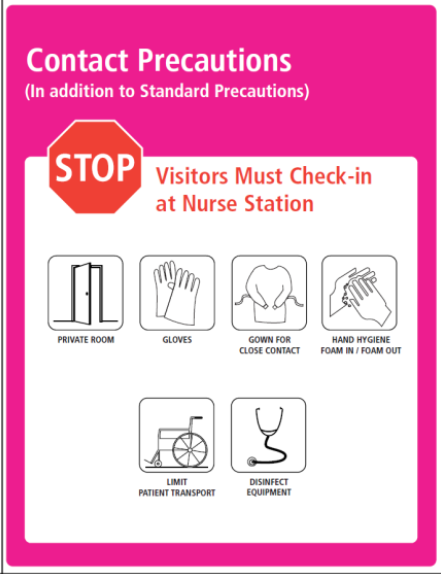 Contact Precautions
(In addition to Standard Precautions)
STOP
Visitors Must Check-in
at Nurse Station
PRIVATE ROOM
GLOVES
GOWN FOR
CLOSE CONTACT
HAND HYGIENE
FOAM IN / FOAM OUT
LIMIT
PATIENT TRANSPORT
DISINFECT
EQUIPMENT